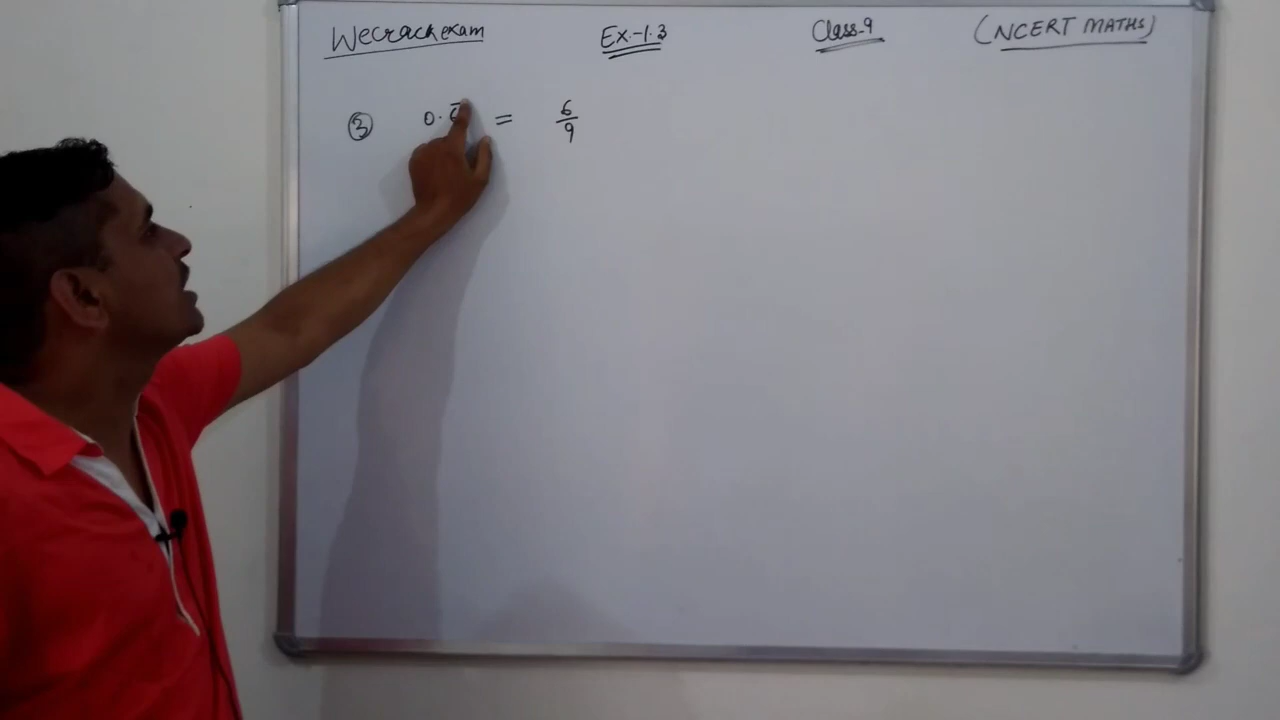 Wecrackexam Ex.-1.3 Class-9 (NCERT MATHS)
③ 0.6̅ = 6/9